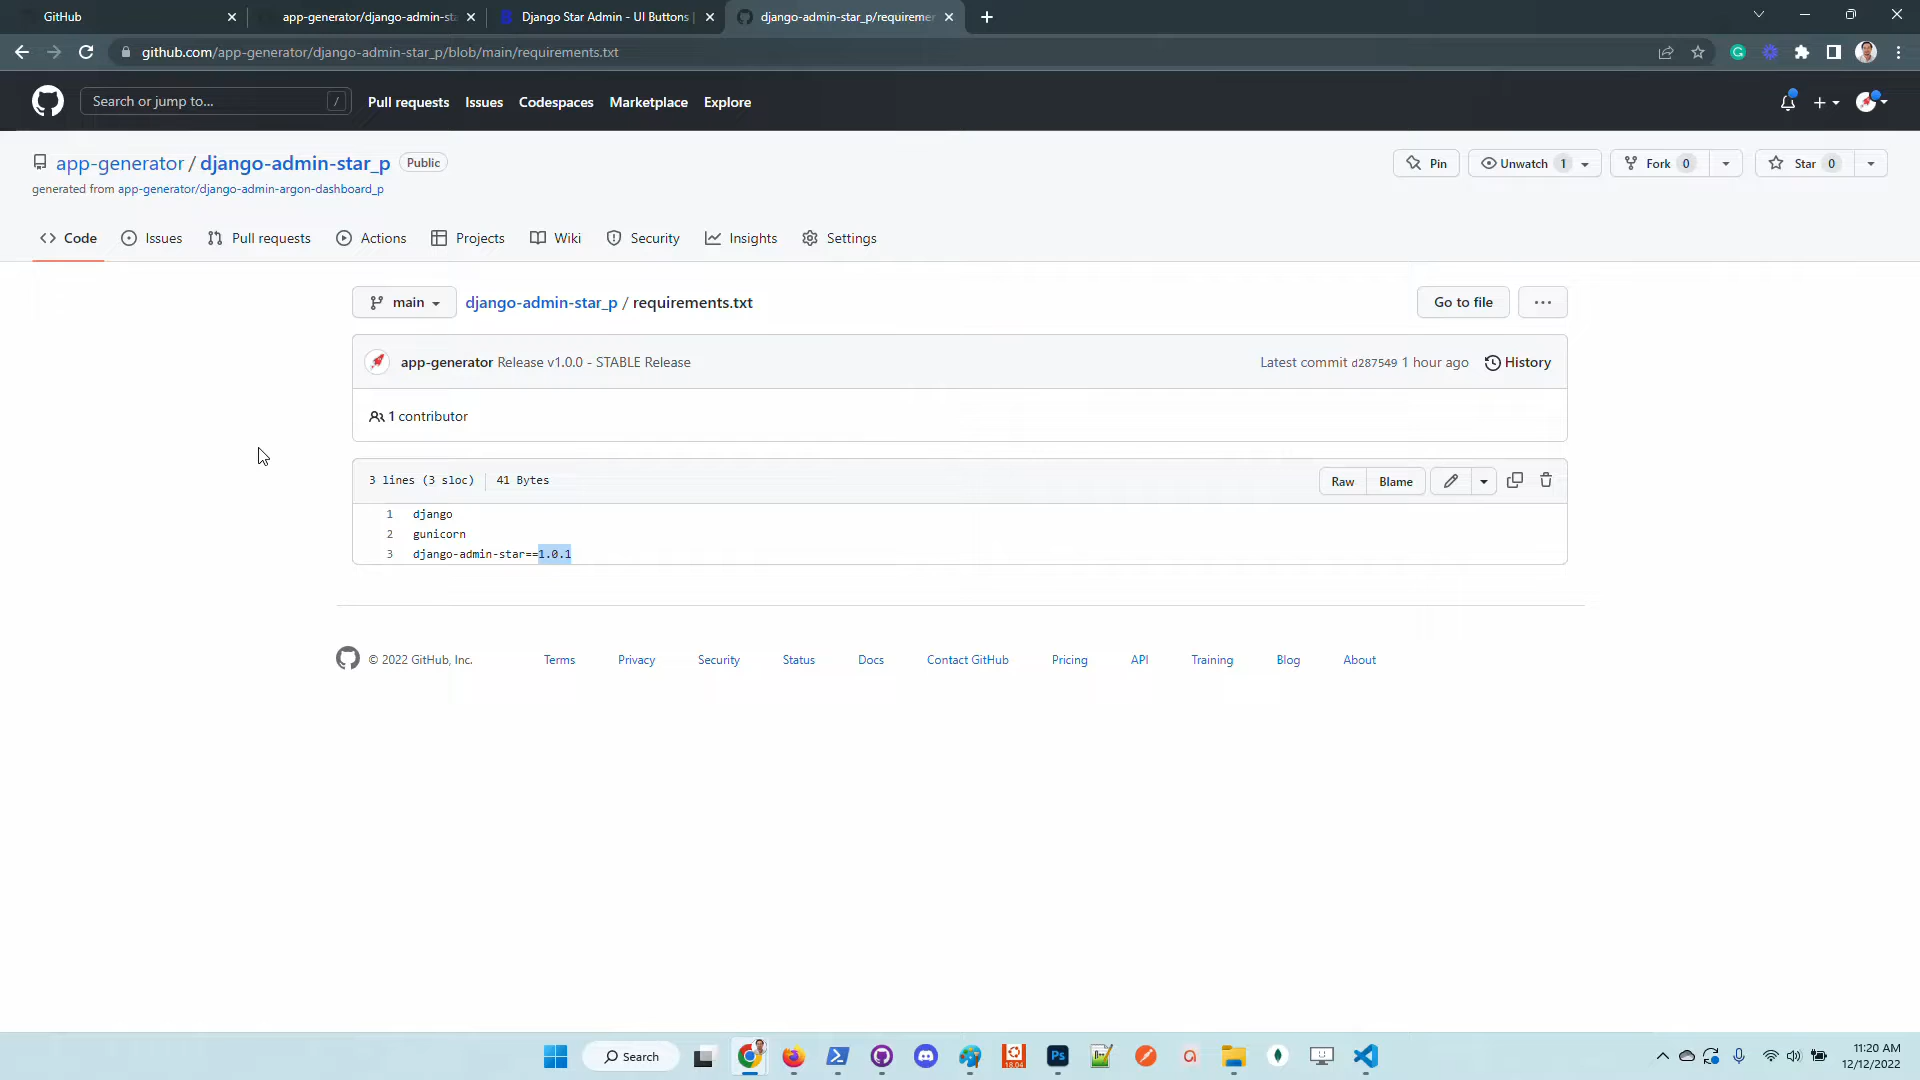 GitHub
app-generator/django-admin-sta
Django Star Admin - UI Buttons |
django-admin-star_p/requiremen
github.com/app-generator/django-admin-star_p/blob/main/requirements.txt
Search or jump to...
/
Pull requests
Issues
Codespaces
Marketplace
Explore
app-generator / django-admin-star_p
Public
Pin
Unwatch 1
Fork 0
Star 0
generated from app-generator/django-admin-argon-dashboard_p
Code
Issues
Pull requests
Actions
Projects
Wiki
Security
Insights
Settings
main
django-admin-star_p / requirements.txt
Go to file
app-generator Release v1.0.0 - STABLE Release
Latest commit d287549 1 hour ago
History
1 contributor
3 lines (3 sloc)
41 Bytes
Raw
Blame
1 django
2 gunicorn
3 django-admin-star==1.0.1
© 2022 GitHub, Inc.
Terms
Privacy
Security
Status
Docs
Contact GitHub
Pricing
API
Training
Blog
About
Search
Ps
18.04
11:20 AM
12/12/2022